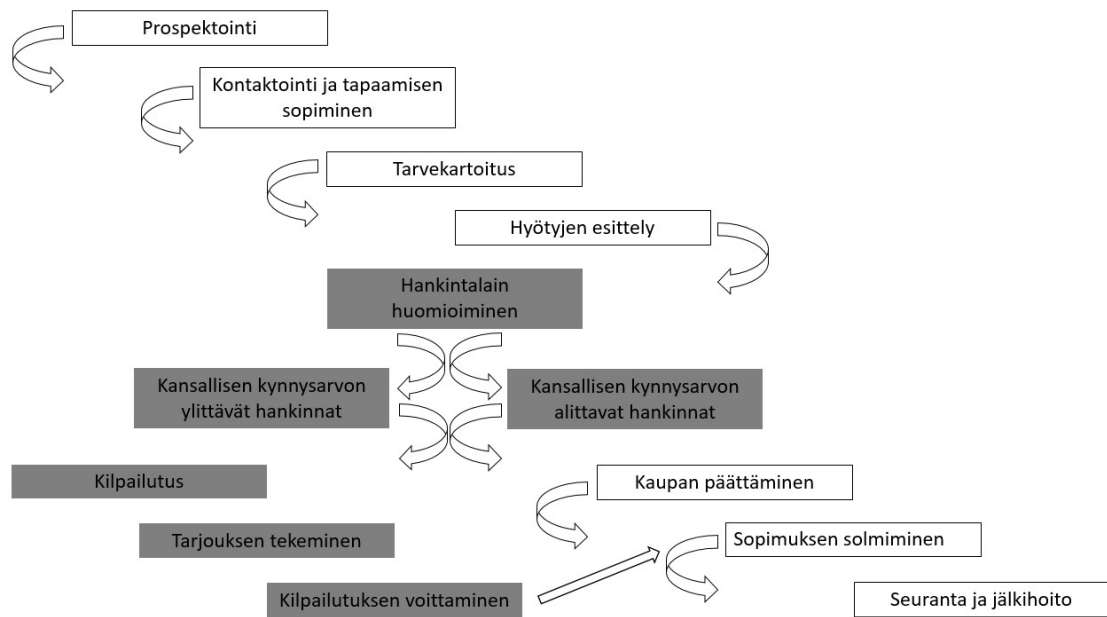 Prospektointi
Kontaktointi ja tapaamisen
sopiminen
Tarvekartoitus
Hyötyjen esittely
Hankintalain
huomioiminen
Kansallisen kynnysarvon
ylittävät hankinnat
Kansallisen kynnysarvon
alittavat hankinnat
Kilpailutus
Kaupan päättäminen
Tarjouksen tekeminen
Sopimuksen solmiminen
Kilpailutuksen voittaminen
Seuranta ja jälkihoito